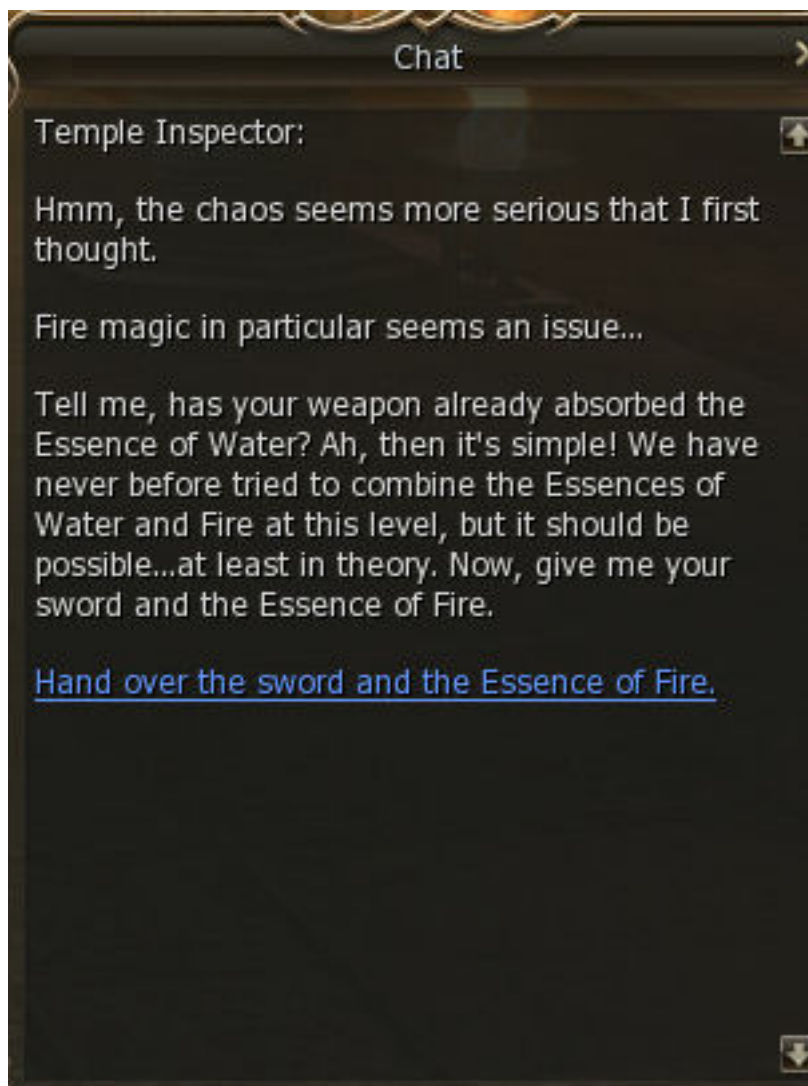 Chat
Temple Inspector:
Hmm, the chaos seems more serious that I first
thought.
Fire magic in particular seems an issue...
Tell me, has your weapon already absorbed the
Essence of Water? Ah, then it's simple! We have
never before tried to combine the Essences of
Water and Fire at this level, but it should be
possible...at least in theory. Now, give me your
sword and the Essence of Fire.
Hand over the sword and the Essence of Fire.